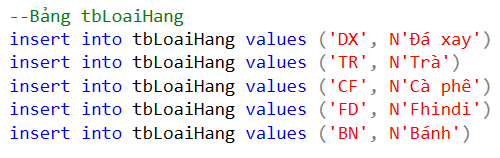 --Bảng tbLoaiHang
insert into tbLoaiHang values ('DX', N'Đá xay')
insert into tbLoaiHang values ('TR', N'Trà')
insert into tbLoaiHang values ('CF', N'Cà phê')
insert into tbLoaiHang values ('FD', N'Fhindi')
insert into tbLoaiHang values ('BN', N'Bánh')